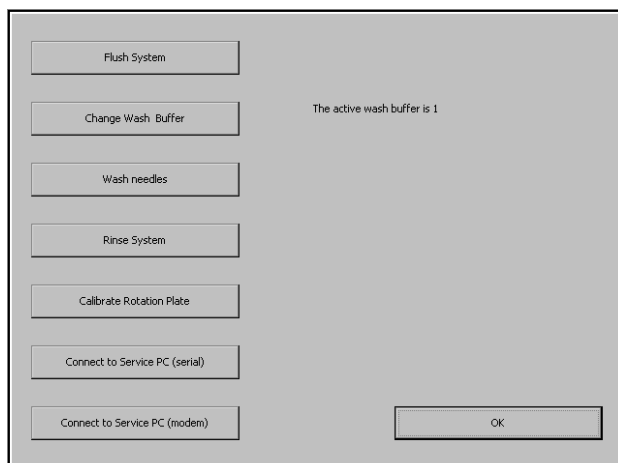 Flush System
Change Wash  Buffer
The active wash buffer is 1
Wash needles
Rinse System
Calibrate Rotation Plate
Connect to Service PC (serial)
Connect to Service PC (modem)
OK